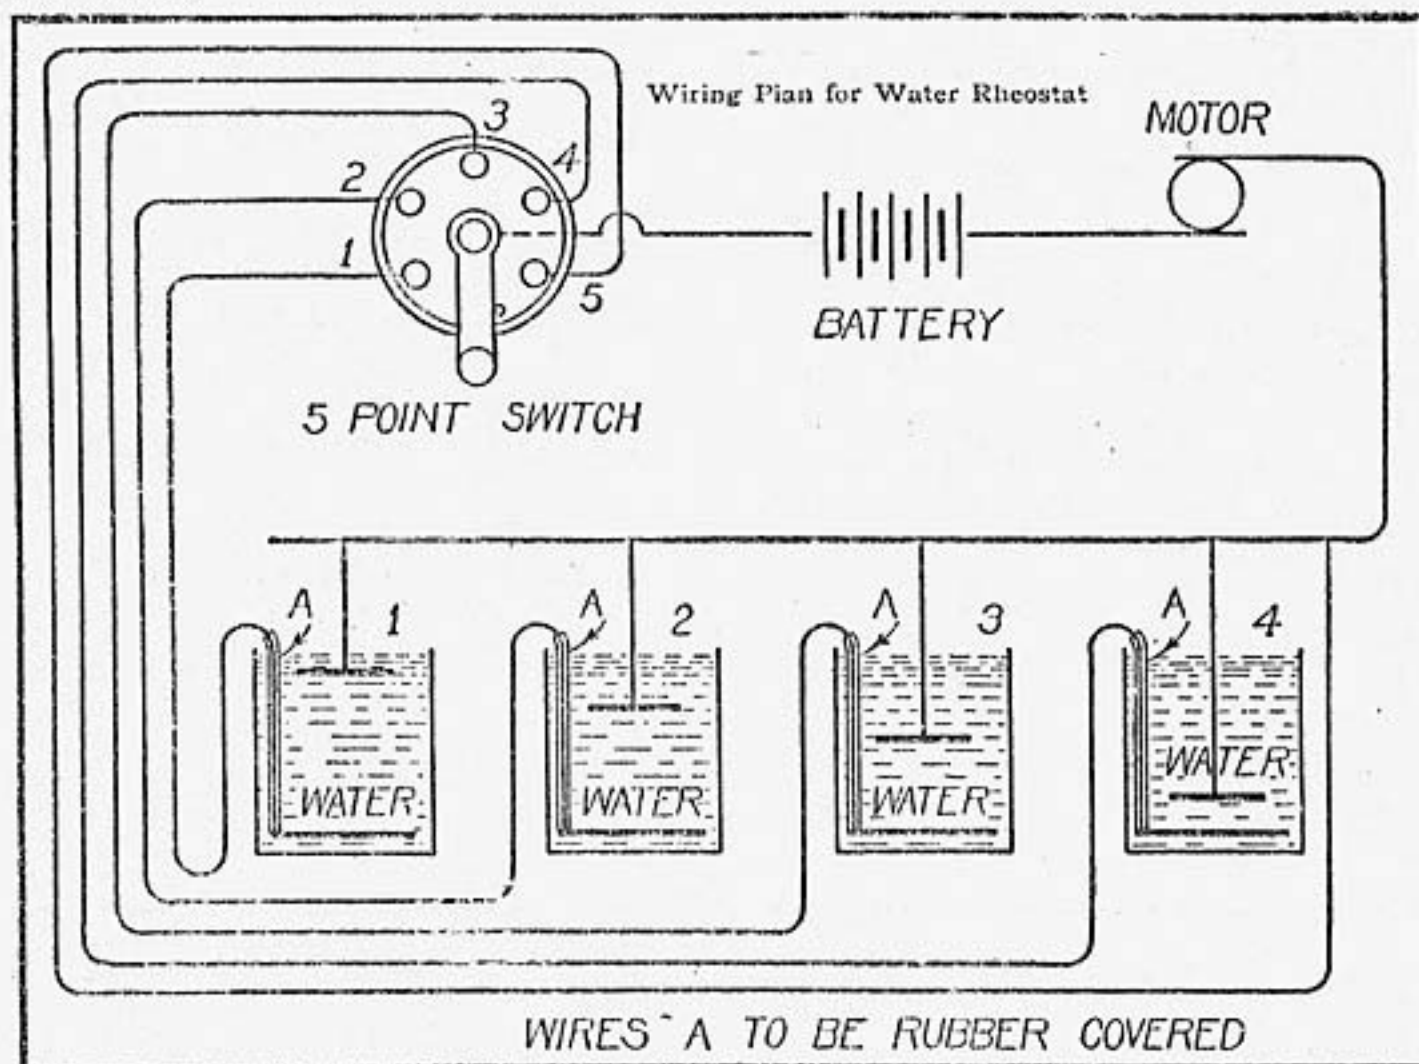 Wiring Plan for Water Rheostat
MOTOR
3
4
2
1
5
BATTERY
5 POINT SWITCH
A 1
A 2
A 3
A 4
WATER
WATER
WATER
WATER
WIRES A TO BE RUBBER COVERED